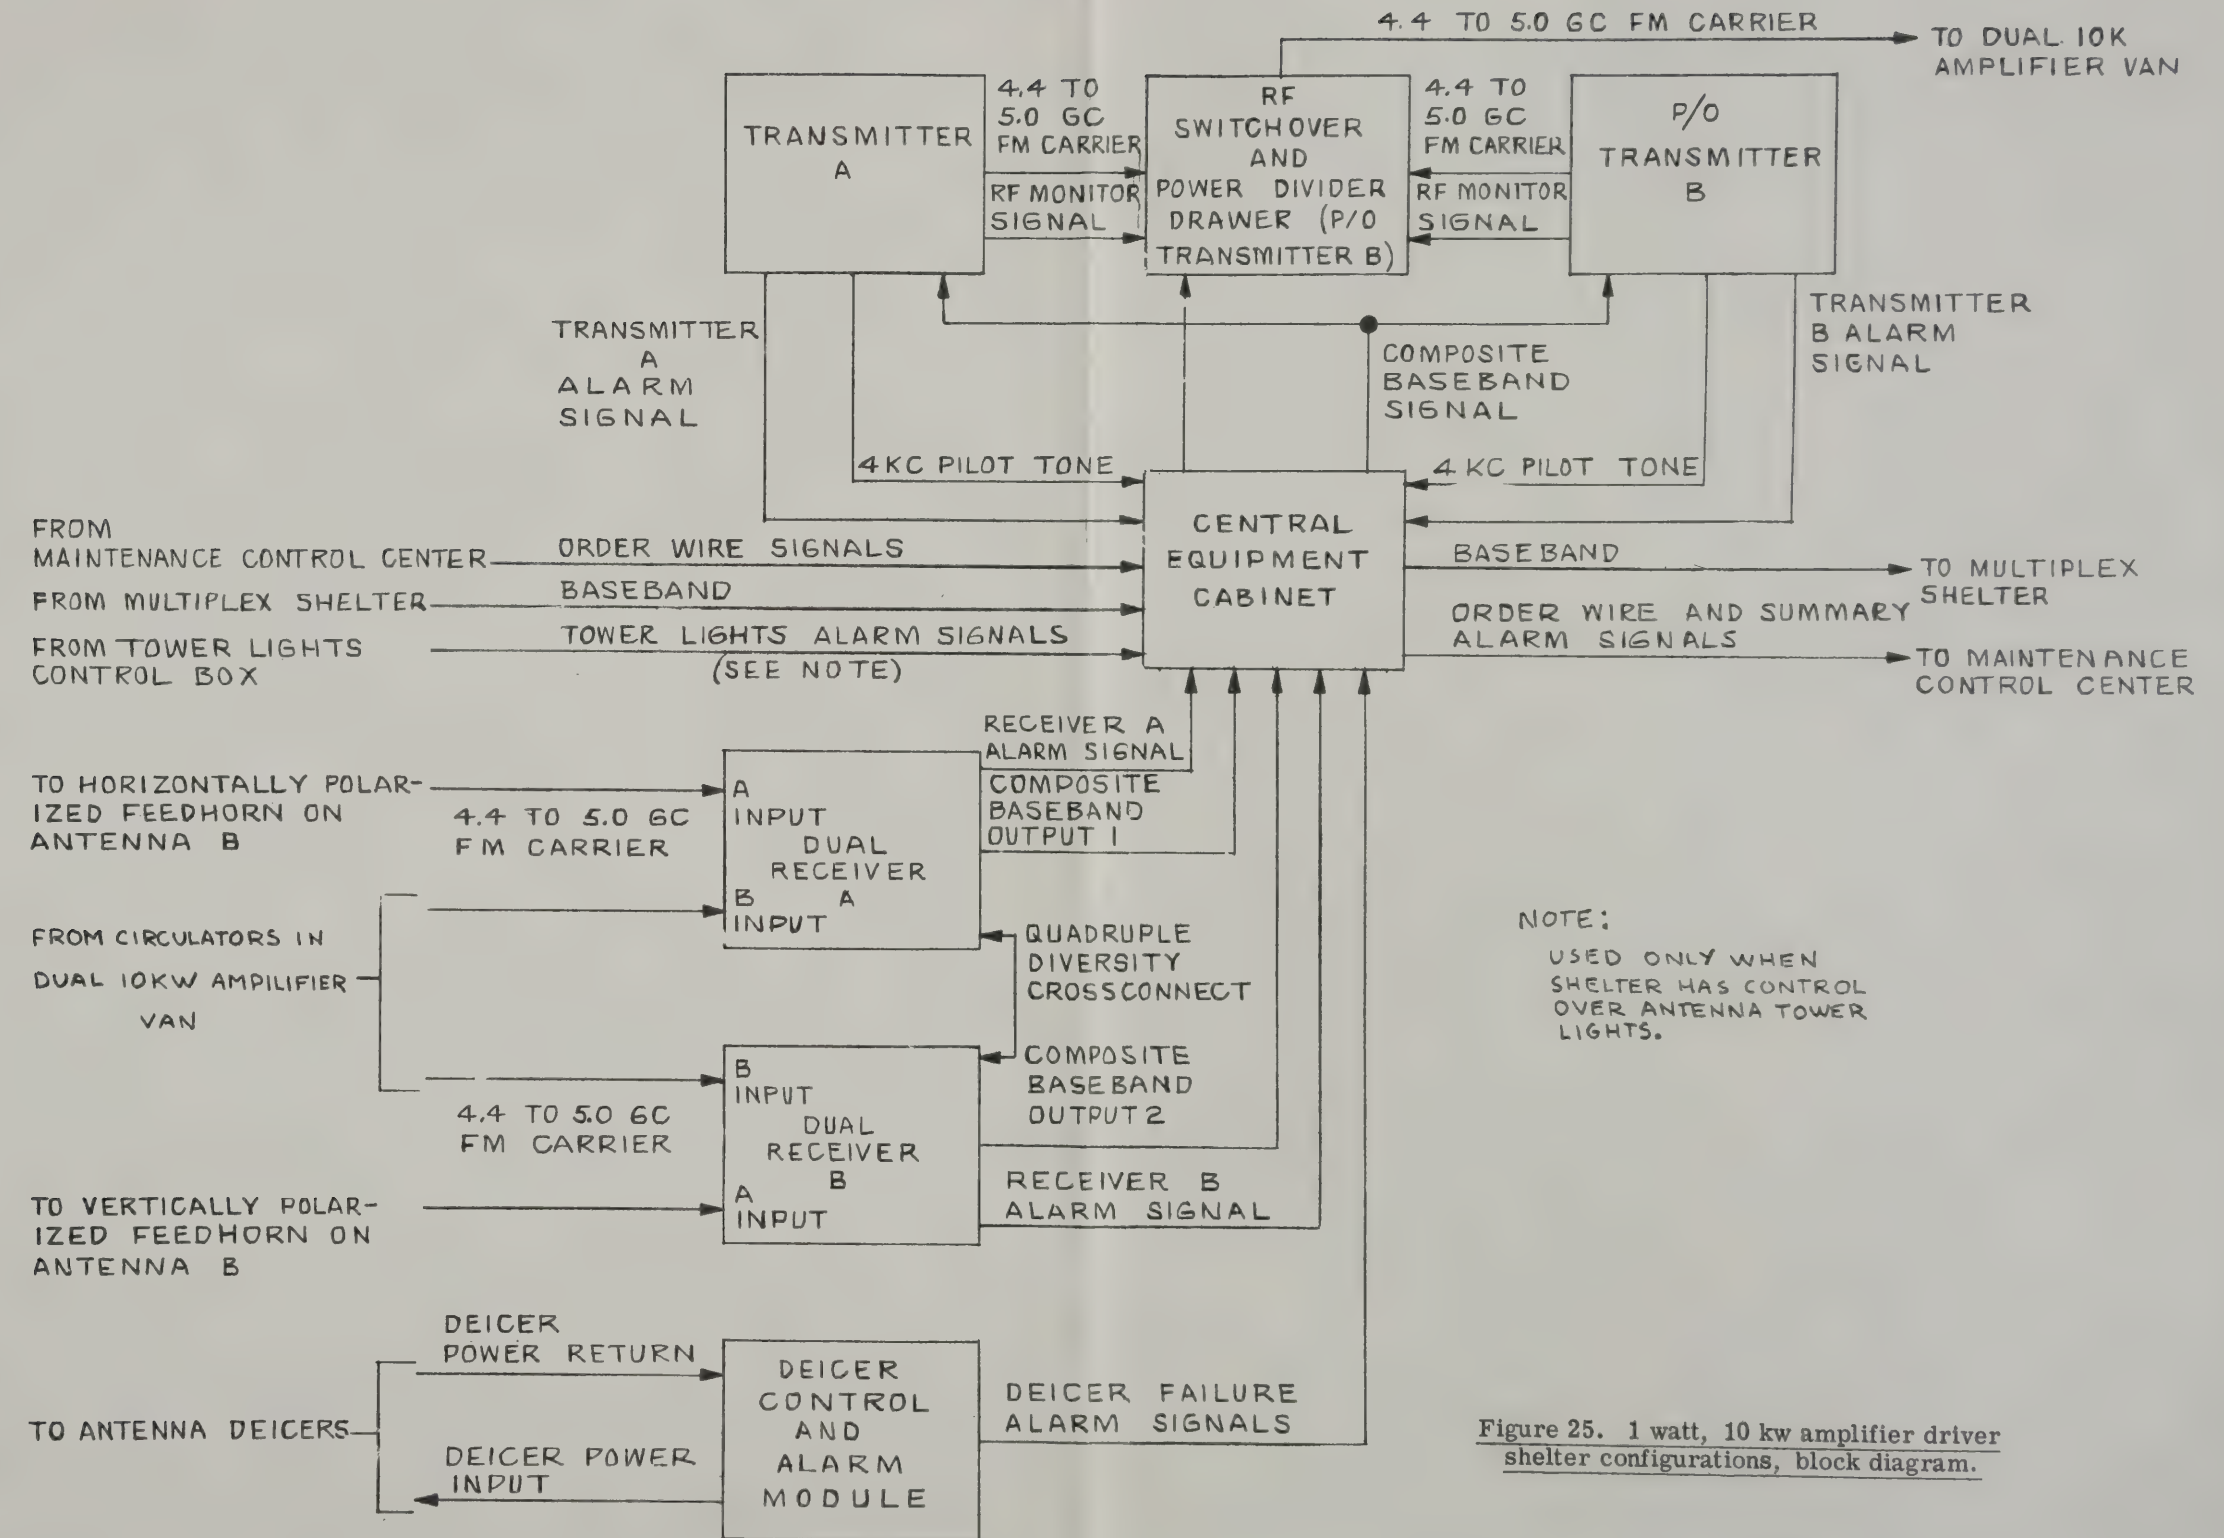 4.4 TO 5.0 GC FM CARRIER
TO DUAL 10K
AMPLIFIER VAN
TRANSMITTER
A
4.4 TO
5.0 GC
FM CARRIER
RF MONITOR
SIGNAL
RF
SWITCHOVER
AND
POWER DIVIDER
DRAWER (P/O
TRANSMITTER B)
4.4 TO
5.0 GC
FM CARRIER
RF MONITOR
SIGNAL
P/O
TRANSMITTER
B
TRANSMITTER
A
ALARM
SIGNAL
COMPOSITE
BASEBAND
SIGNAL
TRANSMITTER
B ALARM
SIGNAL
4KC PILOT TONE
4 KC PILOT TONE
FROM
MAINTENANCE CONTROL CENTER
ORDER WIRE SIGNALS
FROM MULTIPLEX SHELTER
BASEBAND
FROM TOWER LIGHTS
CONTROL BOX
TOWER LIGHTS ALARM SIGNALS
(SEE NOTE)
CENTRAL
EQUIPMENT
CABINET
BASEBAND
TO MULTIPLEX
SHELTER
ORDER WIRE AND SUMMARY
ALARM SIGNALS
TO MAINTENANCE
CONTROL CENTER
RECEIVER A
ALARM SIGNAL
COMPOSITE
BASEBAND
OUTPUT 1
TO HORIZONTALLY POLAR-
IZED FEEDHORN ON
ANTENNA B
4.4 TO 5.0 GC
FM CARRIER
A
INPUT
DUAL
RECEIVER
A
B
INPUT
FROM CIRCULATORS IN
DUAL 10KW AMPILIFIER
VAN
QUADRUPLE
DIVERSITY
CROSSCONNECT
NOTE:
USED ONLY WHEN
SHELTER HAS CONTROL
OVER ANTENNA TOWER
LIGHTS.
COMPOSITE
BASEBAND
OUTPUT 2
B
INPUT
DUAL
RECEIVER
B
A
INPUT
4.4 TO 5.0 GC
FM CARRIER
RECEIVER B
ALARM SIGNAL
TO VERTICALLY POLAR-
IZED FEEDHORN ON
ANTENNA B
DEICER
POWER RETURN
TO ANTENNA DEICERS
DEICER POWER
INPUT
DEICER
CONTROL
AND
ALARM
MODULE
DEICER FAILURE
ALARM SIGNALS
Figure 25. 1 watt, 10 kw amplifier driver
shelter configurations, block diagram.